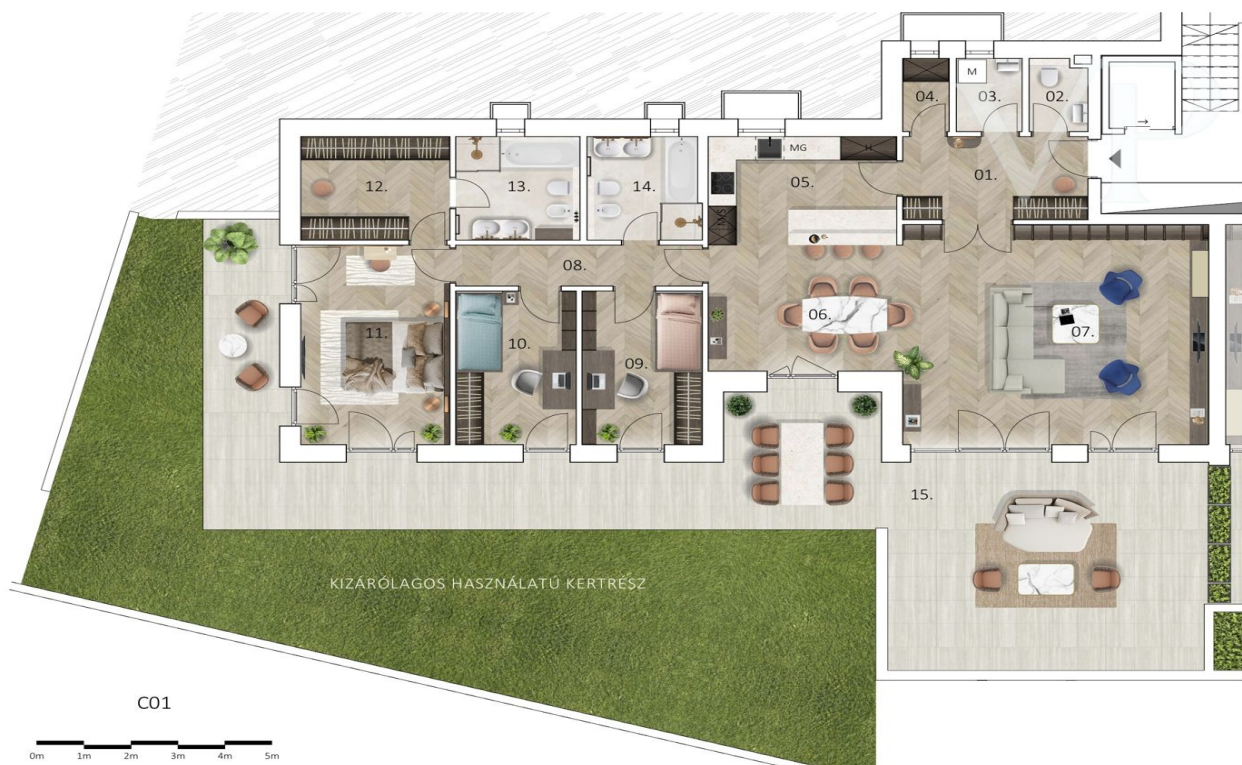 04.
M
03.
02.
MG
H
12.
13.
14.
05.
01.
08.
06.
07.
11.
10.
09.
15.
KIZÁRÓLAGOS HASZNÁLATÚ KERTRÉSZ
C01
0m 1m 2m 3m 4m 5m